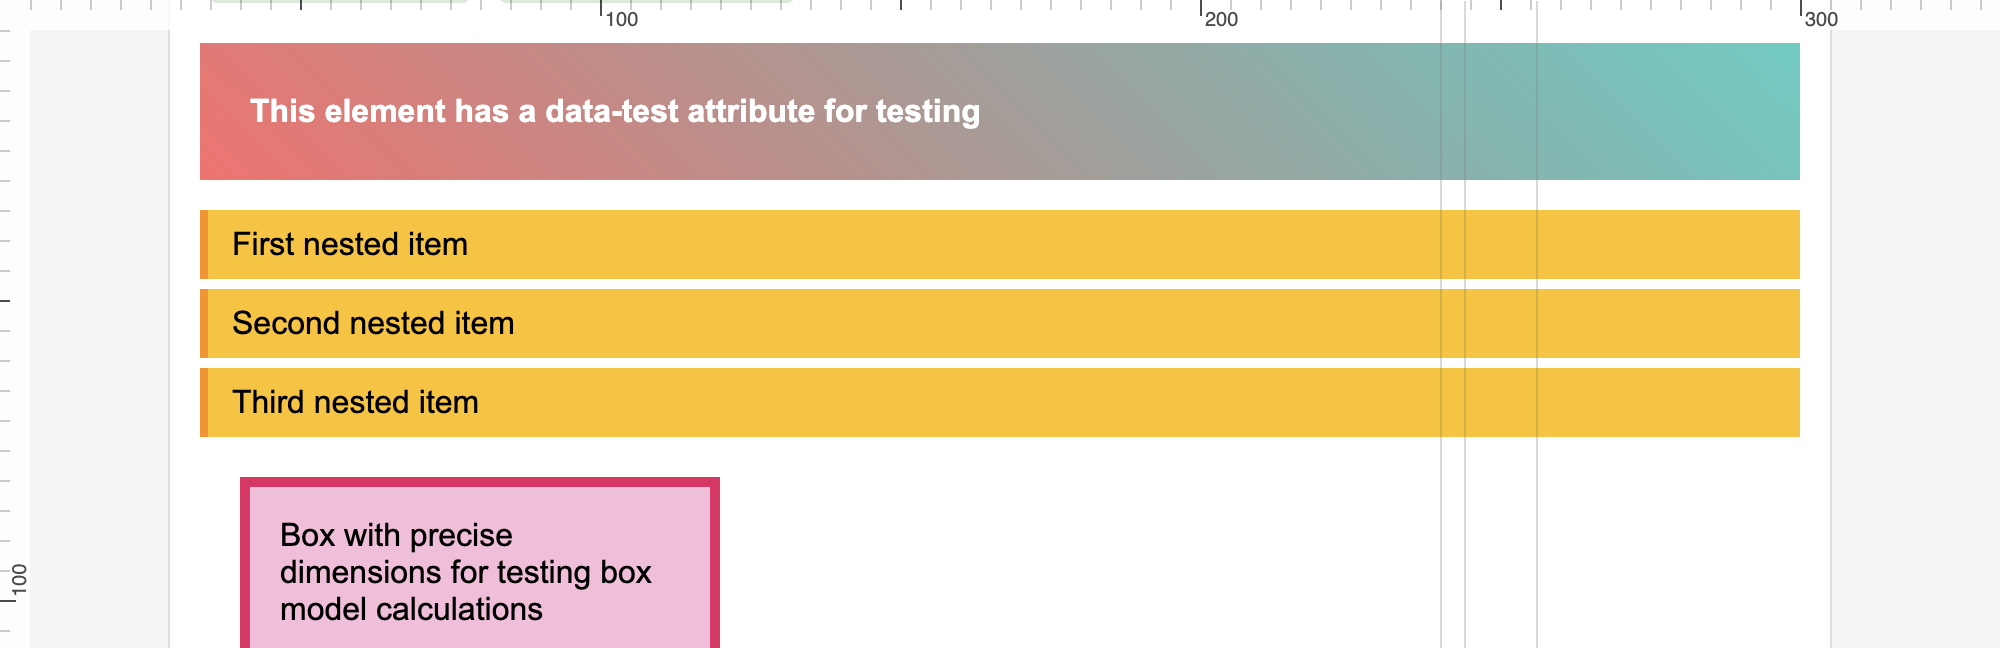 100
200
300
This element has a data-test attribute for testing
First nested item
Second nested item
Third nested item
Box with precise
dimensions for testing box
model calculations
100